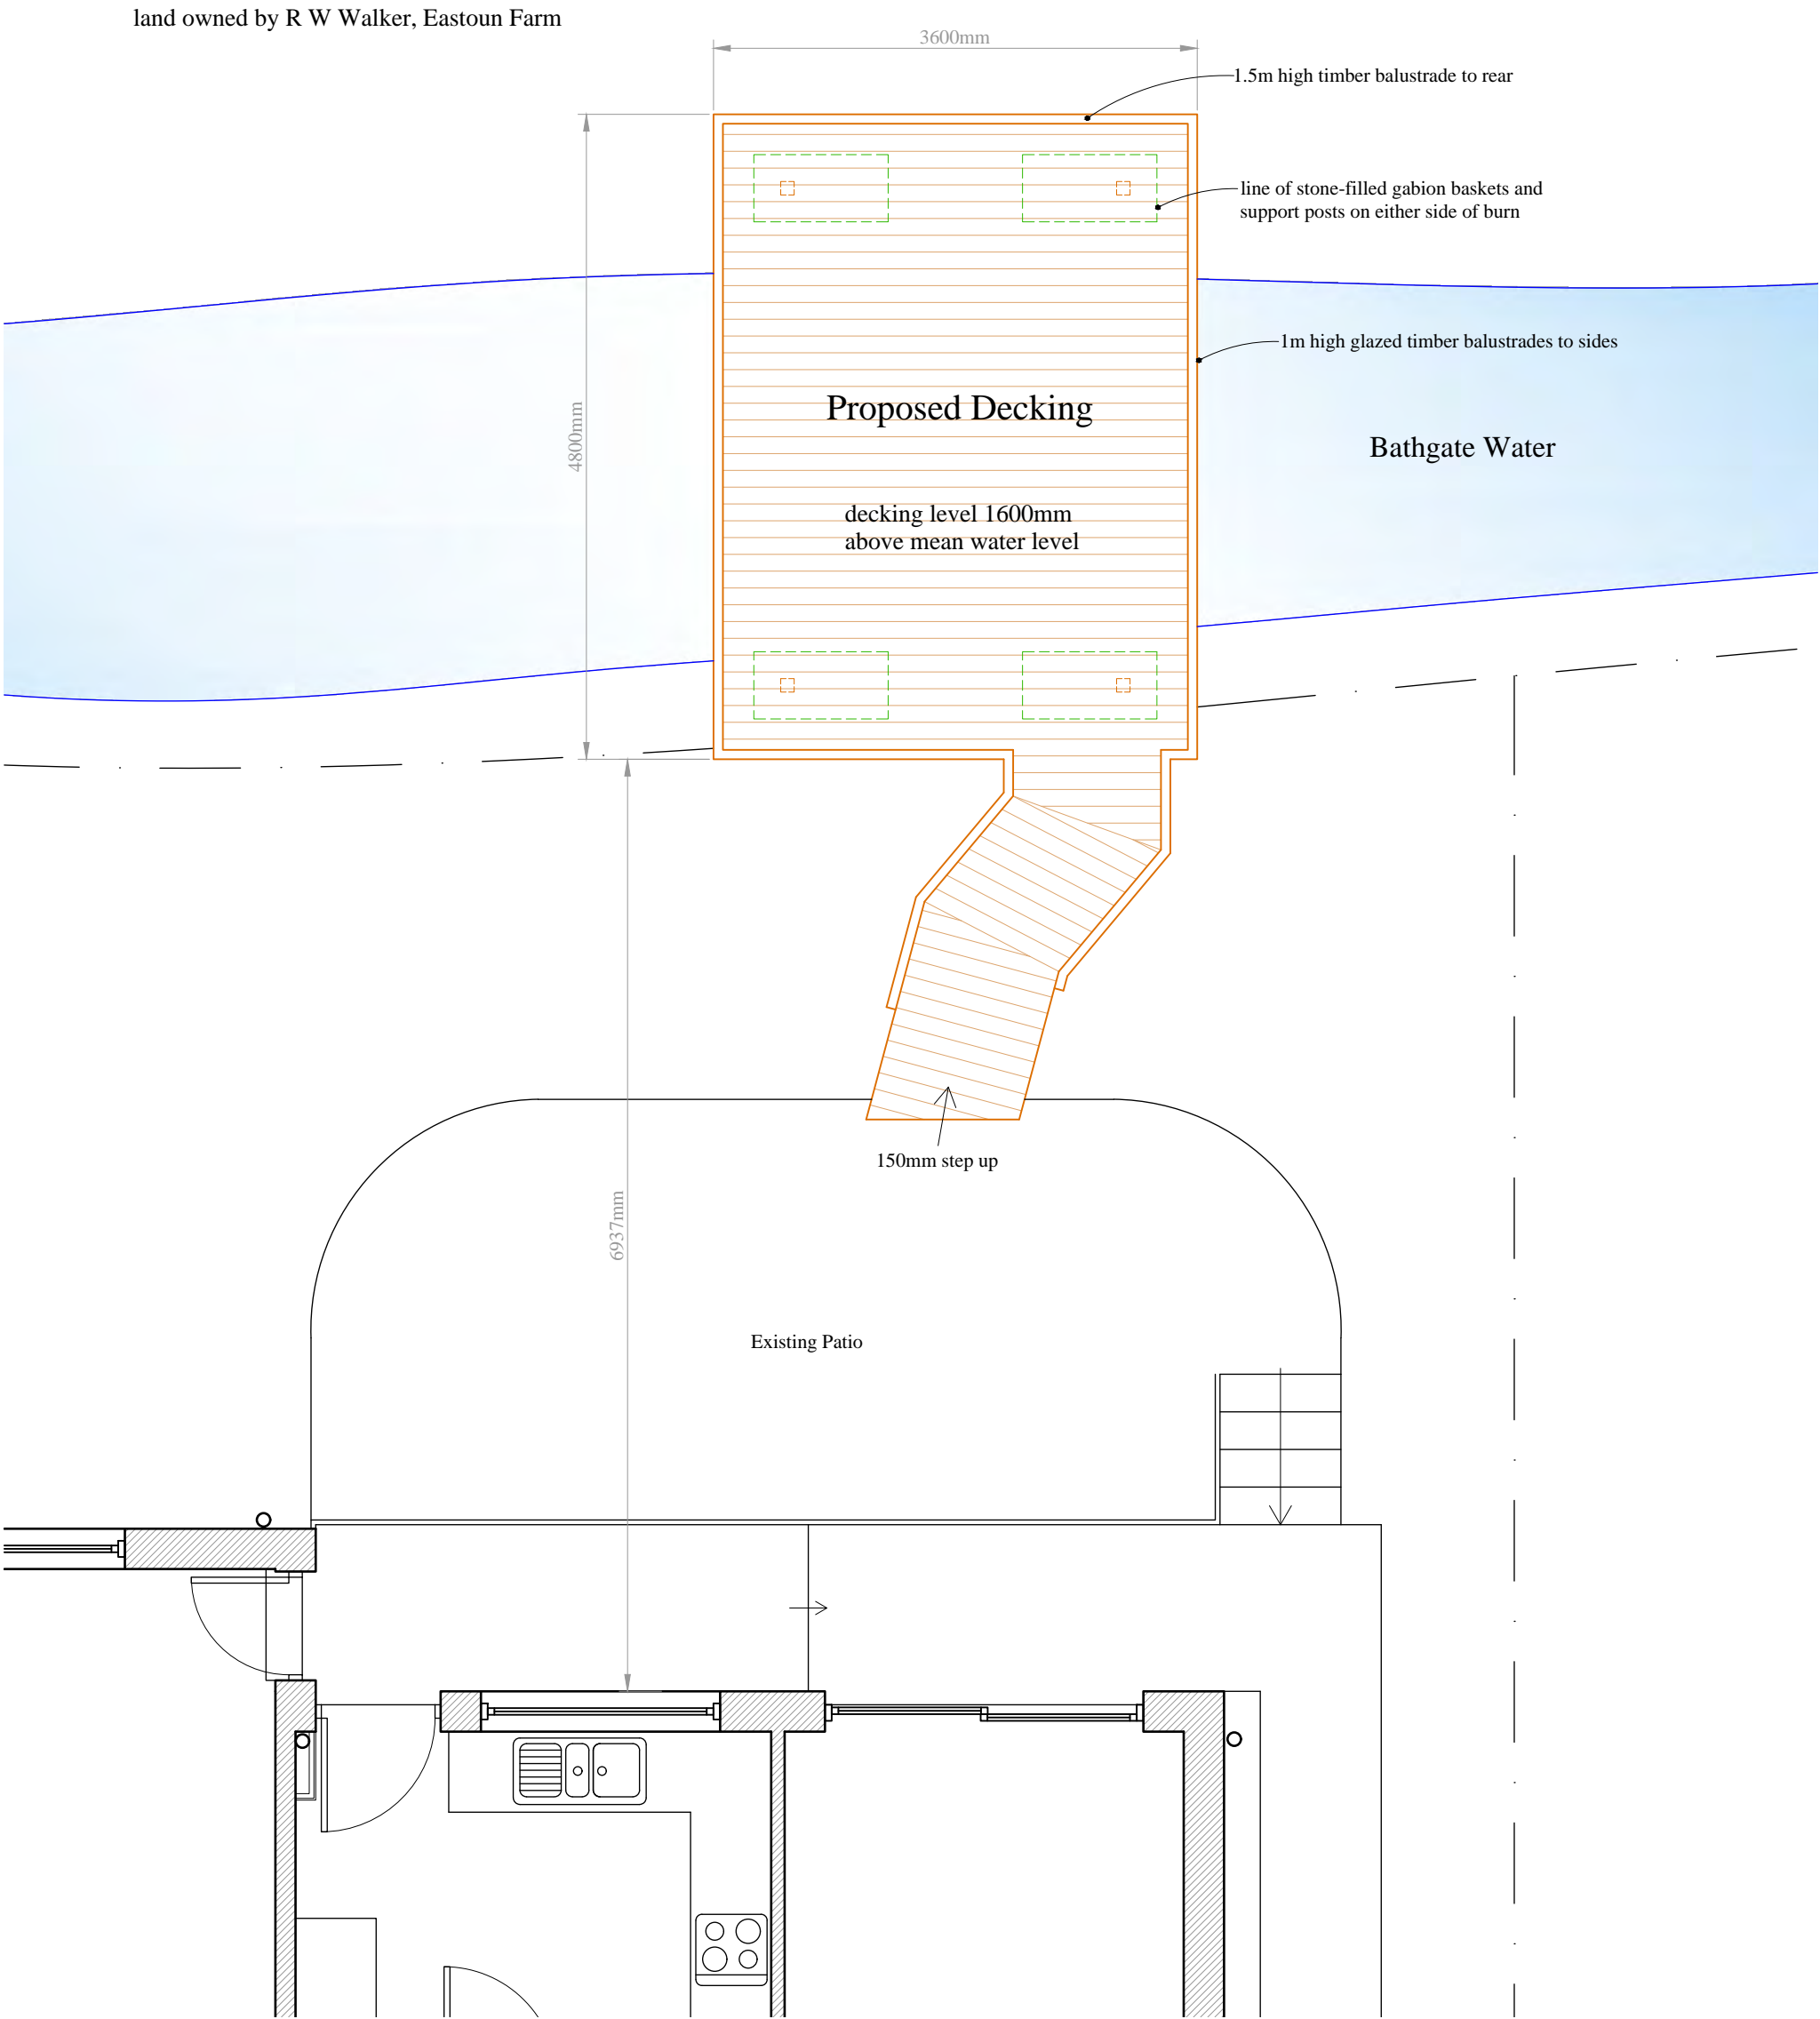 land owned by R W Walker, Eastoun Farm
3600mm
1.5m high timber balustrade to rear
line of stone-filled gabion baskets and
support posts on either side of burn
1m high glazed timber balustrades to sides
4800mm
Proposed Decking
Bathgate Water
decking level 1600mm
above mean water level
150mm step up
6937mm
Existing Patio